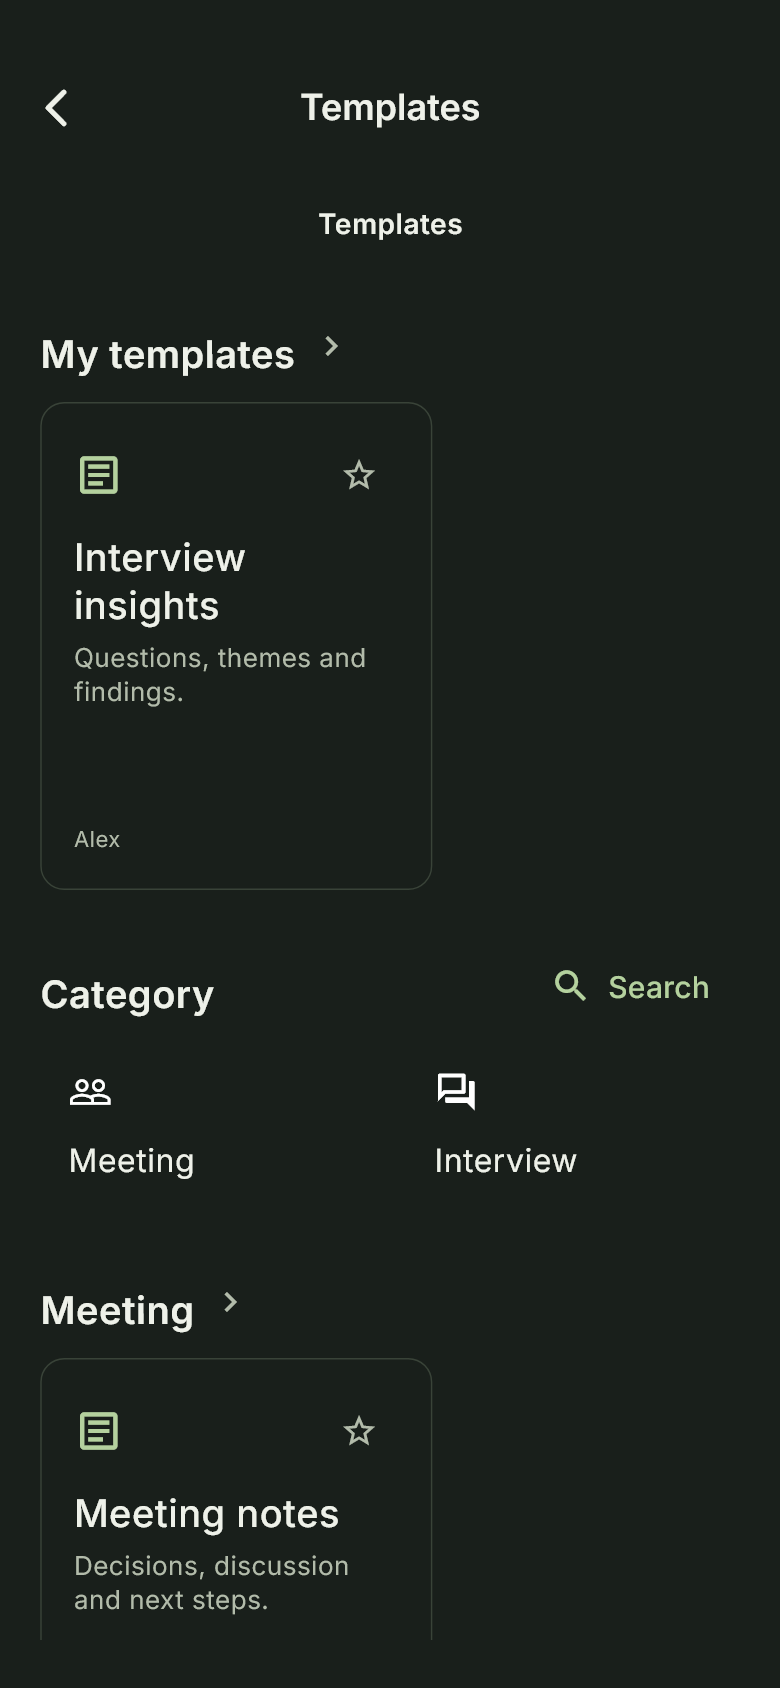 Templates
Templates
My templates
Interview
insights
Questions, themes and
findings.
Alex
Category
Search
Meeting
Interview
Meeting
Meeting notes
Decisions, discussion
and next steps.